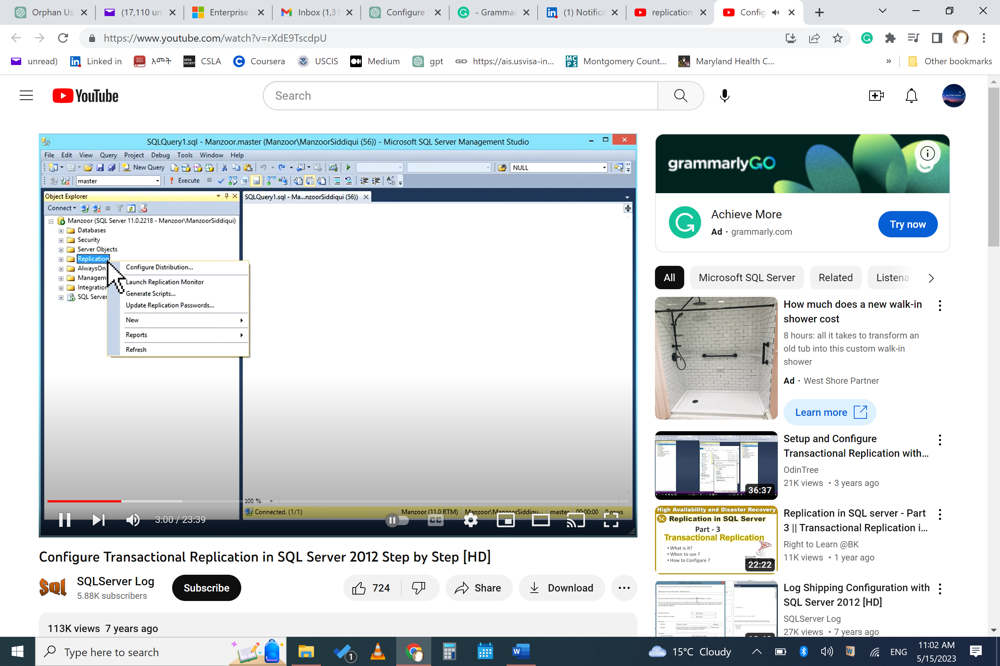 Orphan Us
(17,110 un
Enterprise
Inbox (1,31
Configure
- Grammar
(1) Notifica
replication
Config
https://www.youtube.com/watch?v=rXdE9TscdpU
unread)
Linked in
አሞት
CSLA
Coursera
USCIS
Medium
gpt
https://ais.usvisa-in...
Montgomery Count...
Maryland Health C...
»
Other bookmarks
YouTube
Search
SQLQuery1.sql - Manzoor.master (Manzoor\ManzoorSiddiqui (56)) - Microsoft SQL Server Management Studio
File Edit View Query Project Debug Tools Window Help
New Query
NULL
master
Execute
Object Explorer
SQLQuery1.sql - Ma...nzoorSiddiqui (56))
Connect
Manzoor (SQL Server 11.0.2218 - Manzoor\ManzoorSiddiqui)
Databases
Security
Server Objects
Replication
AlwaysOn
Managem
Integration
SQL Server
Configure Distribution...
Launch Replication Monitor
Generate Scripts...
Update Replication Passwords...
New
Reports
Refresh
100 %
Connected. (1/1)
Manzoor (11.0 RTM)
Manzoor\ManzoorSiddiqu...
master
00:00:00
0 rows
3:00 / 23:39
CC
Configure Transactional Replication in SQL Server 2012 Step by Step [HD]
SQL
SQLServer Log
5.88K subscribers
Subscribe
724
Share
Download
113K views 7 years ago
grammarlyGO
Achieve More
Ad · grammarly.com
Try now
All
Microsoft SQL Server
Related
Listena
How much does a new walk-in
shower cost
8 hours: all it takes to transform an
old tub into this custom walk-in
shower
Ad · West Shore Partner
Learn more
36:37
Setup and Configure
Transactional Replication with...
OdinTree
21K views • 3 years ago
High Availability and Disaster Recovery
5c Replication in SQL Server
Part - 3
Transactional Replication
• What is it?
• When to use ?
• How to Configure ?
22:22
Replication in SQL server - Part
3 || Transactional Replication i...
Right to Learn @BK
11K views • 1 year ago
Log Shipping Configuration with
SQL Server 2012 [HD]
SQLServer Log
27K views • 7 years ago
Type here to search
1
15°C Cloudy
ENG
11:02 AM
5/15/2023